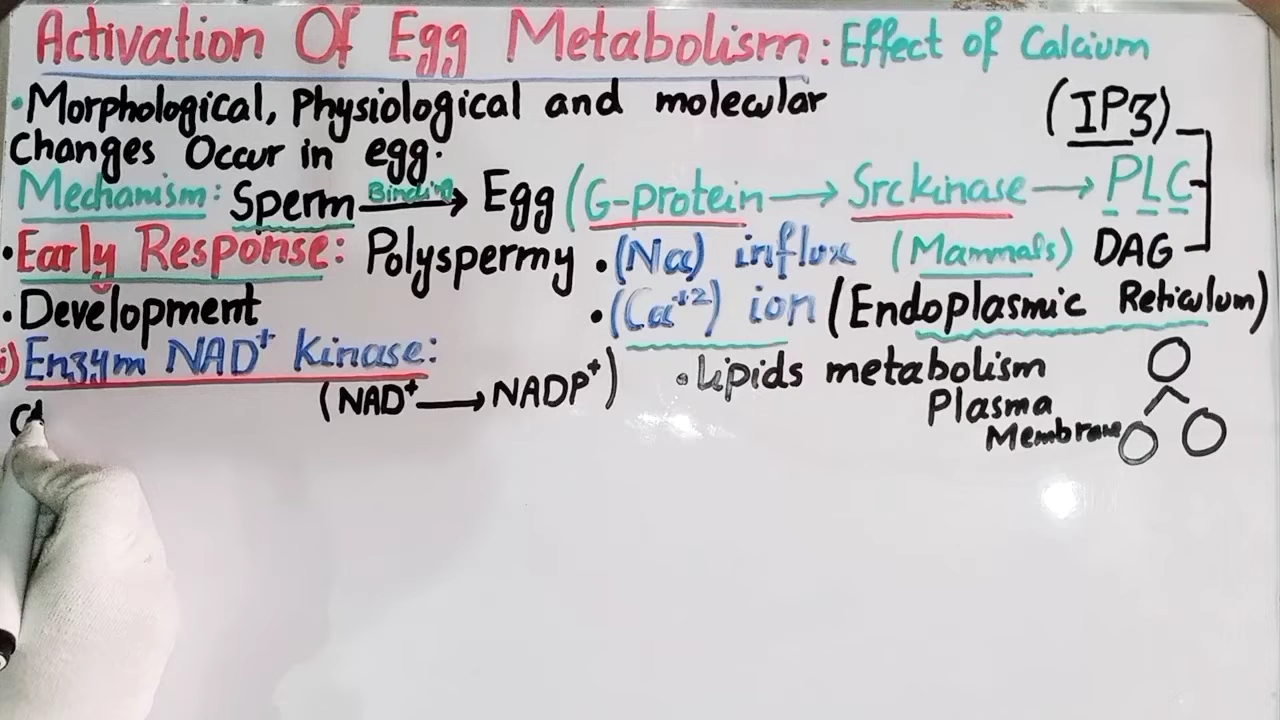 Activation Of Egg Metabolism: Effect of Calcium
• Morphological, Physiological and molecular
Changes Occur in egg.
(IP3)
Mechanism: Sperm Binding → Egg (G-protein → Src kinase → PLC
• Early Response: Polyspermy • (Na) influx (Mammals) DAG
• Development • (Ca+2) ion (Endoplasmic Reticulum)
i) Enzym NAD+ Kinase:
(NAD+ → NADP+) • Lipids metabolism
Plasma
Membrane